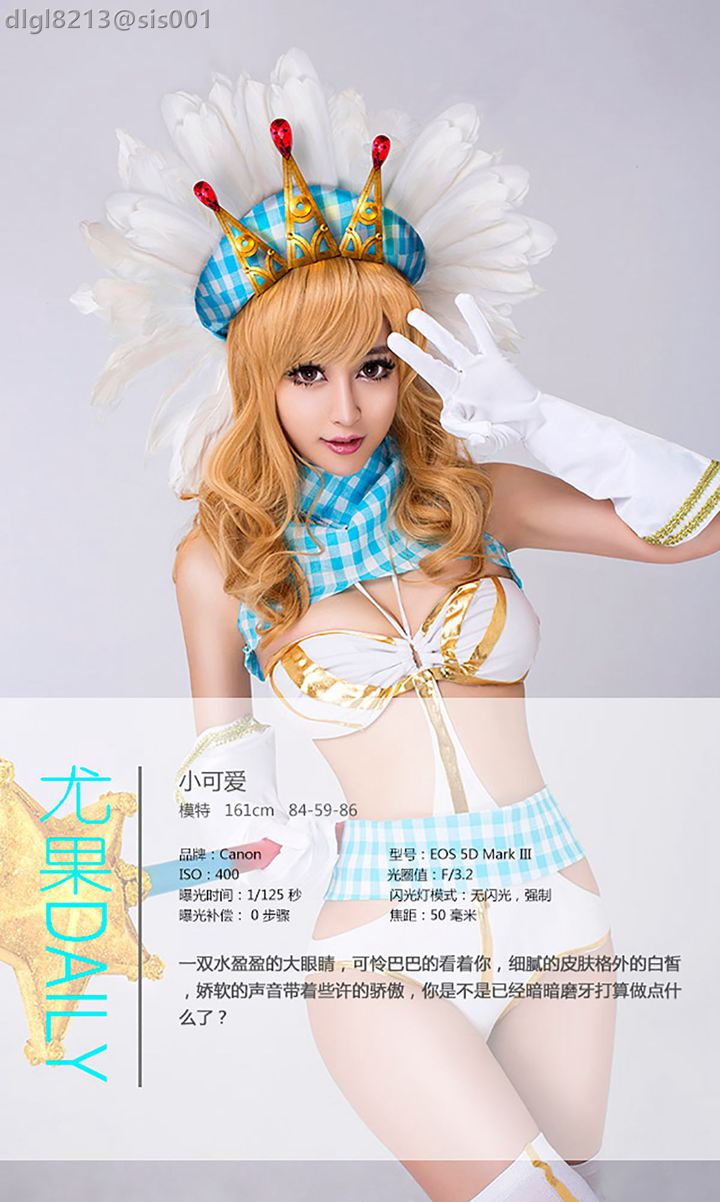 dlgl8213@sis001
尤果DAILY
小可爱
模特 161cm 84-59-86
品牌：Canon 型号：EOS 5D Mark III
ISO：400 光圈值：F/3.2
曝光时间：1/125 秒 闪光灯模式：无闪光，强制
曝光补偿： 0 步骤 焦距：50 毫米
一双水盈盈的大眼睛，可怜巴巴的看着你，细腻的皮肤格外的白皙
，娇软的声音带着些许的骄傲，你是不是已经暗暗磨牙打算做点什
么了？